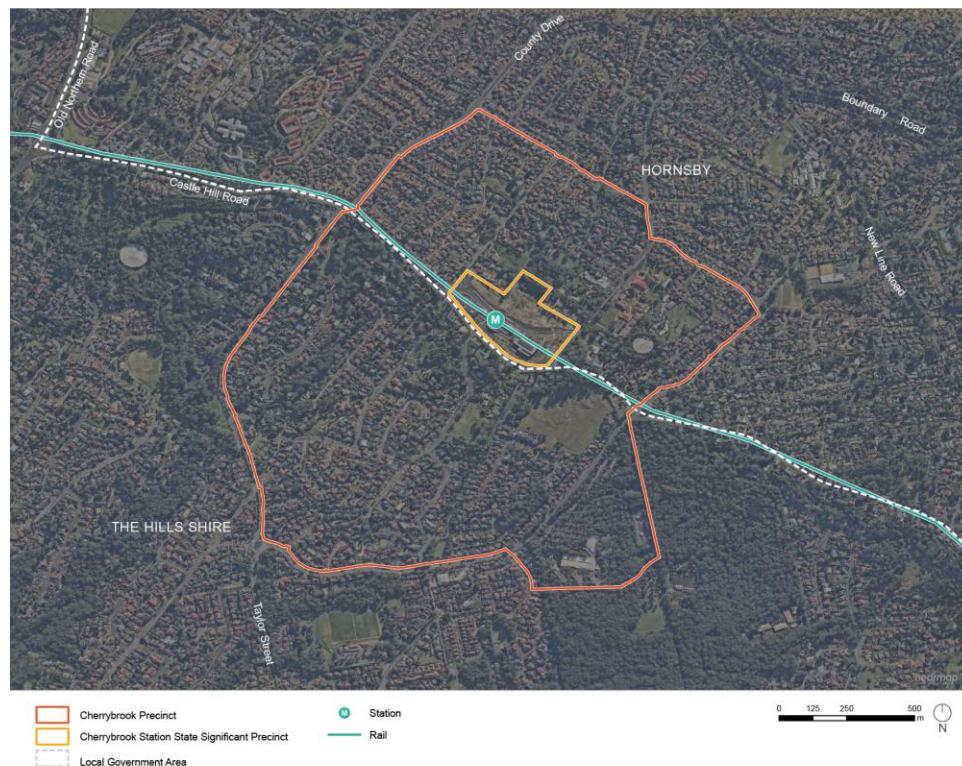 County Drive
Old Northern Road
Boundary Road
HORNSBY
Castle Hill Road
New Line Road
M
THE HILLS SHIRE
Taylor Street
nearmap
Cherrybrook Precinct
M Station
0 125 250 500
m
Cherrybrook Station State Significant Precinct
Rail
N
Local Government Area